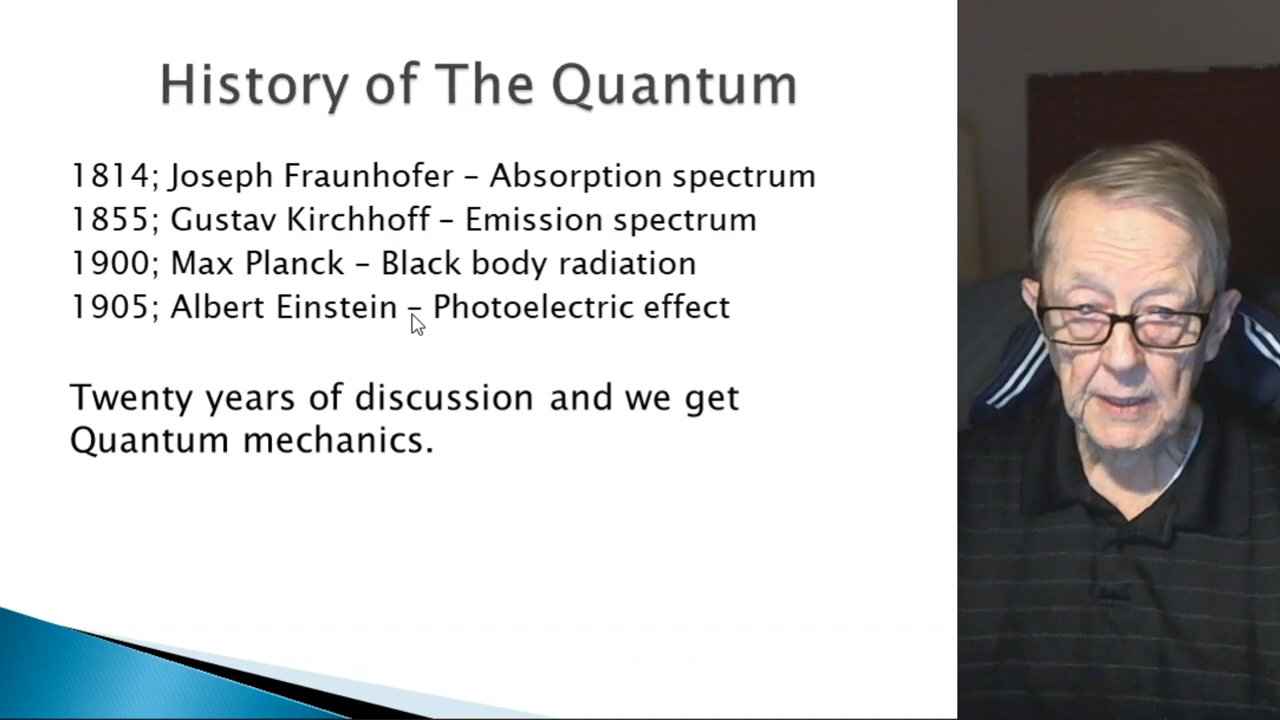 History of The Quantum
1814; Joseph Fraunhofer – Absorption spectrum
1855; Gustav Kirchhoff – Emission spectrum
1900; Max Planck – Black body radiation
1905; Albert Einstein – Photoelectric effect
Twenty years of discussion and we get
Quantum mechanics.